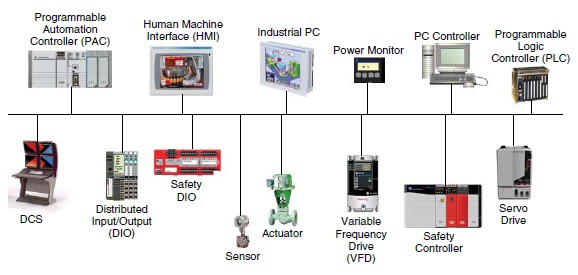 Programmable
Automation
Controller (PAC)
Human Machine
Interface (HMI)
Industrial PC
Power Monitor
PC Controller
Programmable
Logic
Controller (PLC)
DCS
Distributed
Input/Output
(DIO)
Safety
DIO
Sensor
Actuator
Variable
Frequency
Drive
(VFD)
Safety
Controller
Servo
Drive